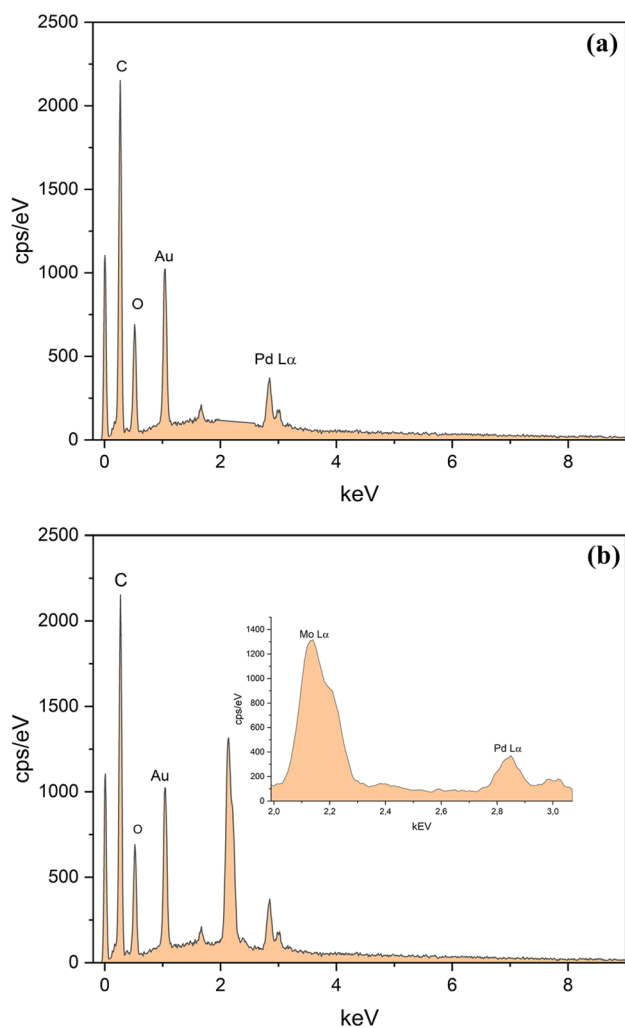 (a)
2500
2000
1500
1000
500
0
cps/eV
C
O
Au
Pd Lα
0 2 4 6 8
keV
(b)
2500
2000
1500
1000
500
0
cps/eV
C
O
Au
1400
1200
1000
800
600
400
200
0
cps/eV
Mo Lα
Pd Lα
2,0 2,2 2,4 2,6 2,8 3,0
kEV
0 2 4 6 8
keV